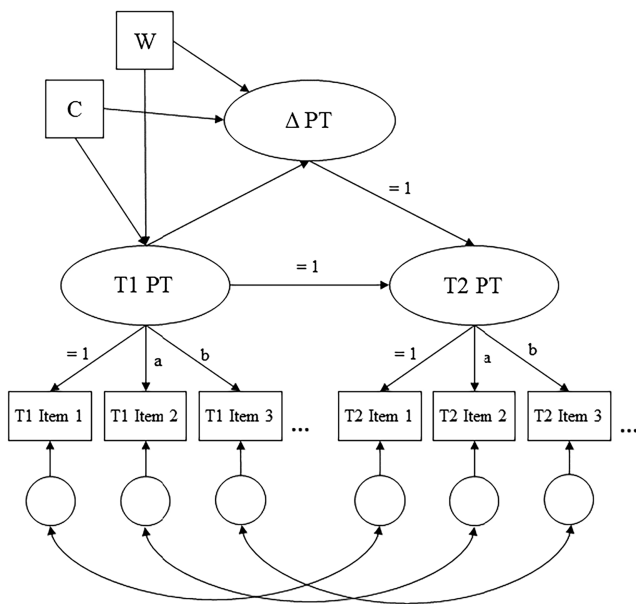 W
C
Δ PT
= 1
T1 PT
= 1
T2 PT
= 1
a
b
= 1
a
b
T1 Item 1
T1 Item 2
T1 Item 3
...
T2 Item 1
T2 Item 2
T2 Item 3
...